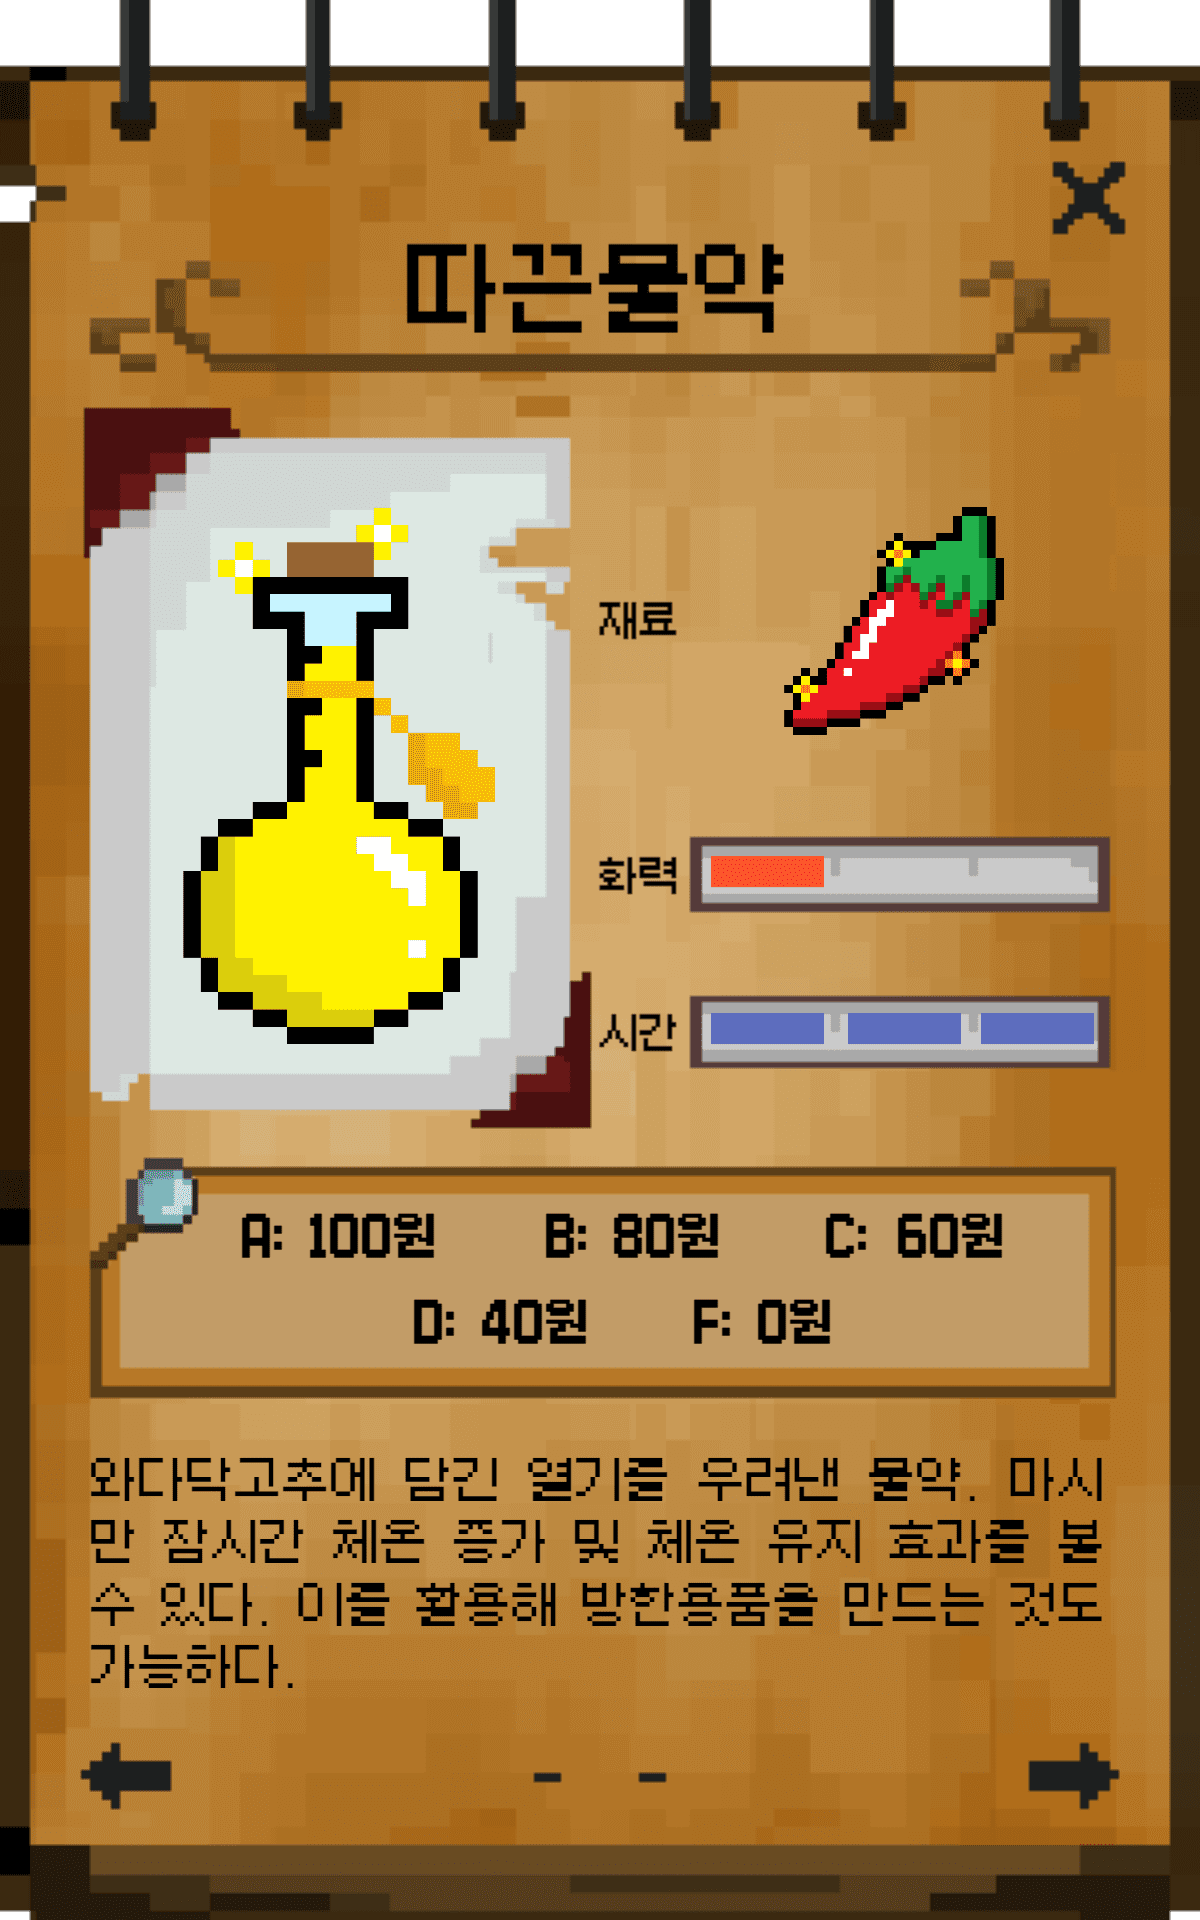 따끈물약
재료
화력
시간
A: 100원 B: 80원 C: 60원
D: 40원 F: 0원
와다닥고추에 담긴 열기를 우려낸 물약. 마시
만 잠시간 체온 증가 및 체온 유지 효과를 볼
수 있다. 이를 활용해 방한용품을 만드는 것도
가능하다.